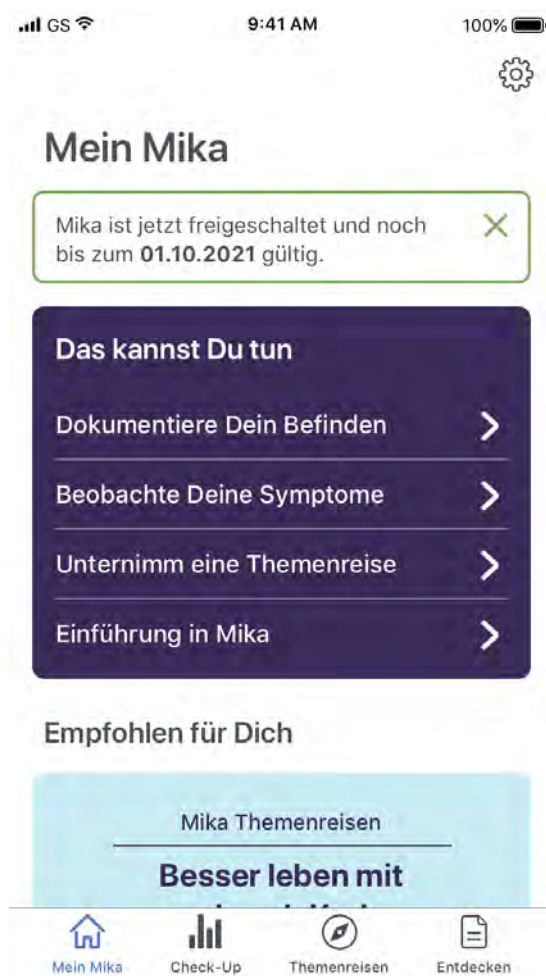 GS 9:41 AM 100%
Mein Mika
Mika ist jetzt freigeschaltet und noch
bis zum 01.10.2021 gültig.
Das kannst Du tun
Dokumentiere Dein Befinden
Beobachte Deine Symptome
Unternimm eine Themenreise
Einführung in Mika
Empfohlen für Dich
Mika Themenreisen
Besser leben mit
Mein Mika Check-Up Themenreisen Entdecken